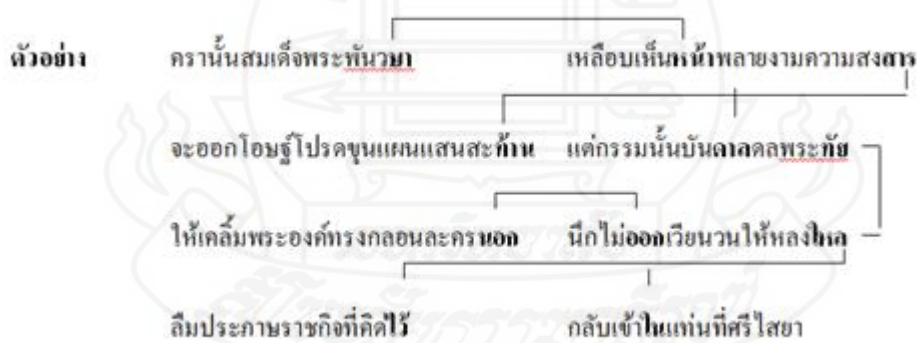 ตัวอย่าง ครานั้นสมเด็จพระพันวษา เหลือบเห็นหน้าพลายงามความสงสาร
จะออกโอษฐ์โปรดขุนแผนแสนสะท้าน แต่กรรมนั้นบันดาลดลพระทัย
ให้เคลิ้มพระองค์ทรงกลอนละครนอก นึกไม่ออกเวียนวนให้หลงใหล
ลืมประภาษราชกิจที่คิดไว้ กลับเข้าในแท่นที่ศรีไสยา